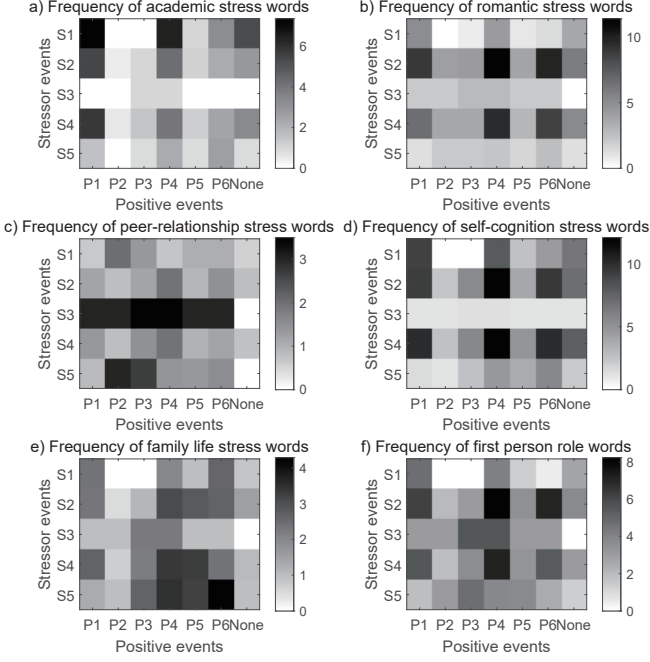 a) Frequency of academic stress words
S1
S2
S3
S4
S5
Stressor events
P1 P2 P3 P4 P5 P6None
Positive events
6
4
2
0
b) Frequency of romantic stress words
S1
S2
S3
S4
S5
Stressor events
P1 P2 P3 P4 P5 P6None
Positive events
10
5
0
c) Frequency of peer-relationship stress words
S1
S2
S3
S4
S5
Stressor events
P1 P2 P3 P4 P5 P6None
Positive events
3
2
1
0
d) Frequency of self-cognition stress words
S1
S2
S3
S4
S5
Stressor events
P1 P2 P3 P4 P5 P6None
Positive events
10
5
0
e) Frequency of family life stress words
S1
S2
S3
S4
S5
Stressor events
P1 P2 P3 P4 P5 P6None
Positive events
4
3
2
1
0
f) Frequency of first person role words
S1
S2
S3
S4
S5
Stressor events
P1 P2 P3 P4 P5 P6None
Positive events
8
6
4
2
0